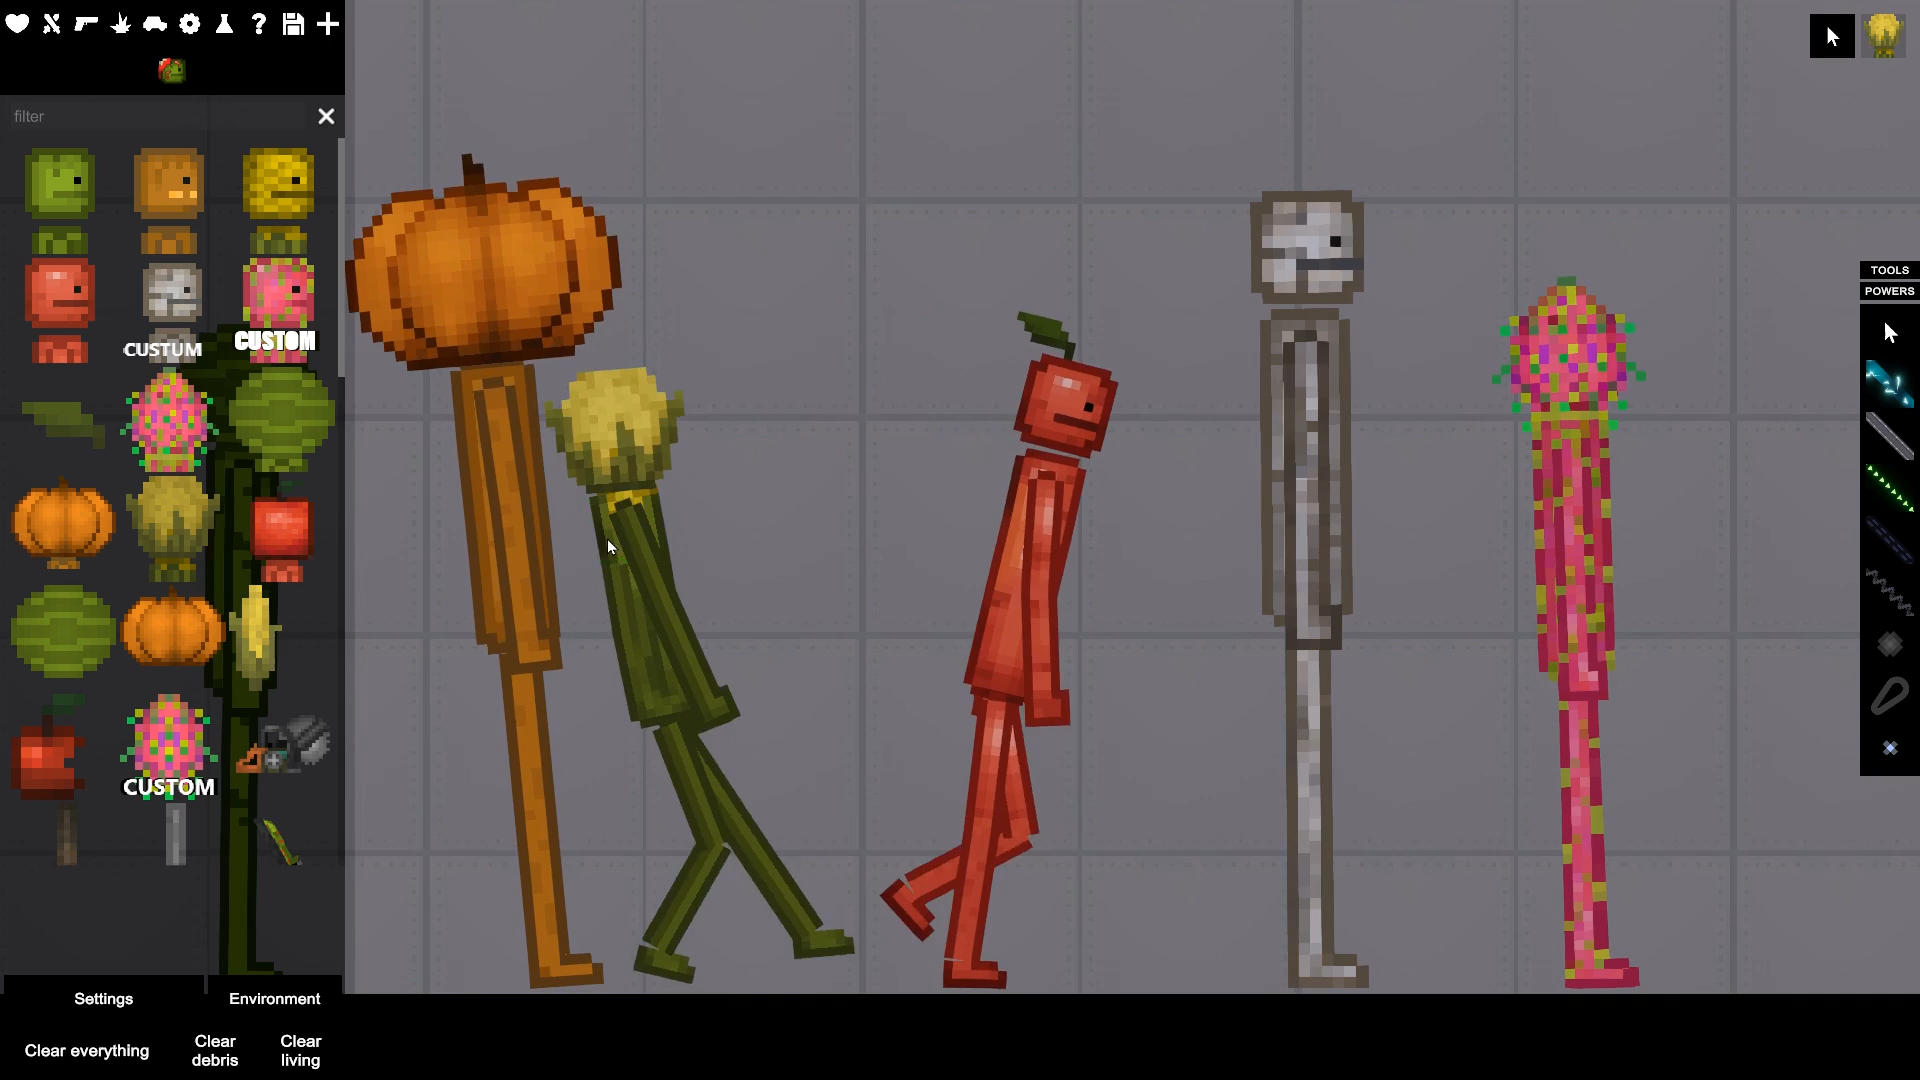 filter
CUSTUM
CUSTOM
CUSTOM
TOOLS
POWERS
Settings
Environment
Clear everything
Clear
debris
Clear
living